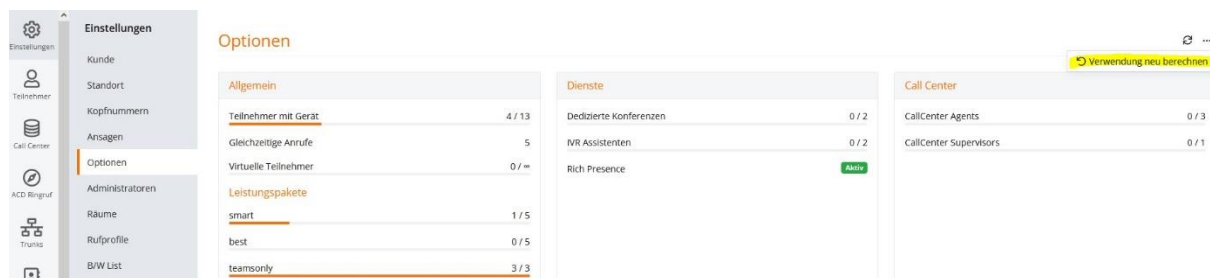 Einstellungen
Teilnehmer
Call Center
ACD Ringruf
Trunks
Einstellungen
Kunde
Standort
Kopfnummern
Ansagen
Optionen
Administratoren
Räume
Rufprofile
B/W List
Optionen
Verwendung neu berechnen
Allgemein
Teilnehmer mit Gerät 4 / 13
Gleichzeitige Anrufe 5
Virtuelle Teilnehmer 0 / ∞
Leistungspakete
smart 1 / 5
best 0 / 5
teamsonly 3 / 3
Dienste
Dedizierte Konferenzen 0 / 2
IVR Assistenten 0 / 2
Rich Presence Aktiv
Call Center
CallCenter Agents 0 / 3
CallCenter Supervisors 0 / 1